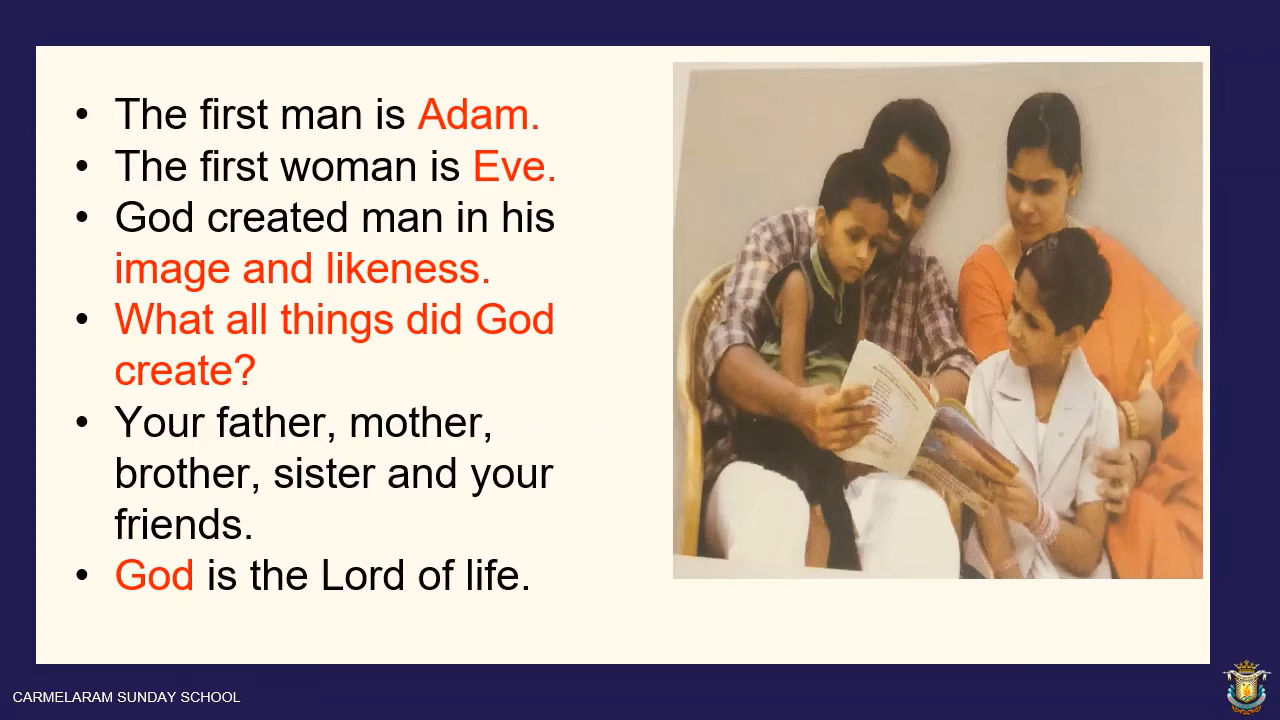 • The first man is Adam.
• The first woman is Eve.
• God created man in his
image and likeness.
• What all things did God
create?
• Your father, mother,
brother, sister and your
friends.
• God is the Lord of life.
CARMELARAM SUNDAY SCHOOL